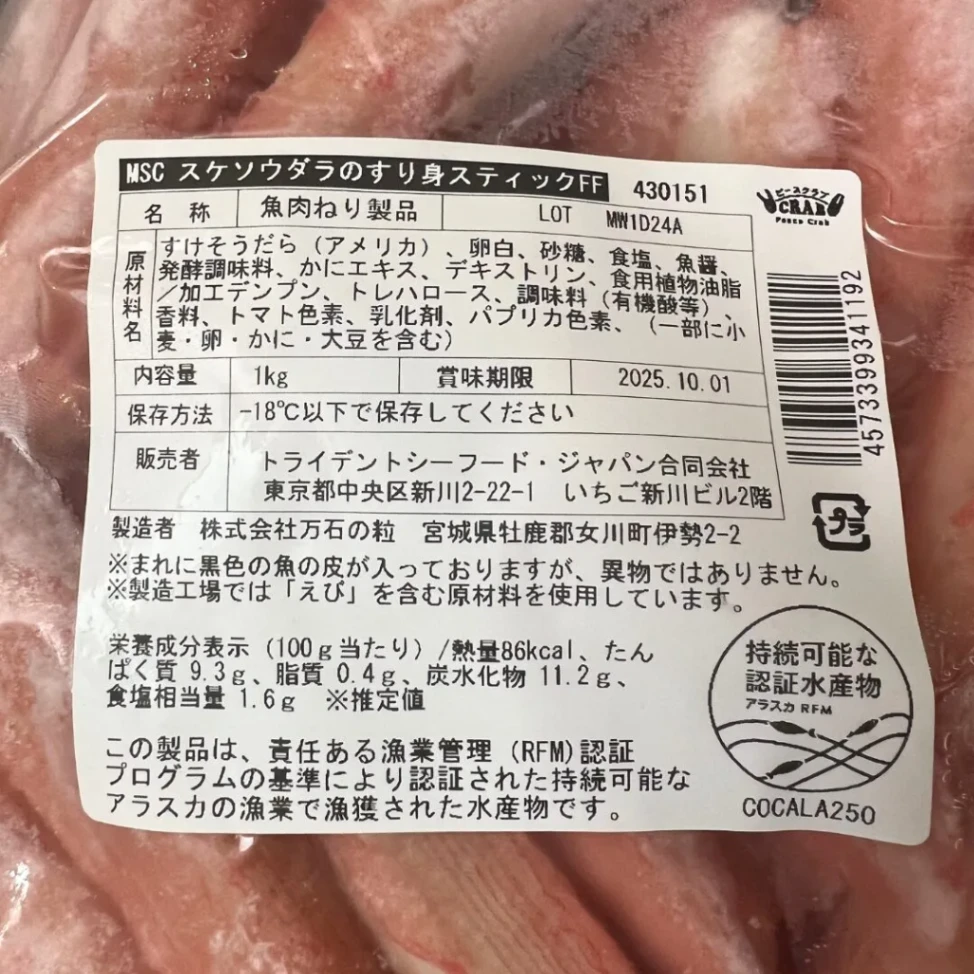 MSC スケソウダラのすり身スティックFF 430151
ピースクラブ
CRAB
Peace Crab
名 称 魚肉ねり製品 LOT MW1D24A
原材料名 すけそうだら（アメリカ）、卵白、砂糖、食塩、魚醤、
発酵調味料、かにエキス、デキストリン、食用植物油脂
／加工デンプン、トレハロース、調味料（有機酸等）、
香料、トマト色素、乳化剤、パプリカ色素、（一部に小
麦・卵・かに・大豆を含む）
内容量 1kg 賞味期限 2025.10.01
保存方法 -18℃以下で保存してください
販売者 トライデントシーフード・ジャパン合同会社
東京都中央区新川2-22-1 いちご新川ビル2階
4573399341192
プラ
製造者 株式会社万石の粒 宮城県牡鹿郡女川町伊勢2-2
※まれに黒色の魚の皮が入っておりますが、異物ではありません。
※製造工場では「えび」を含む原材料を使用しています。
栄養成分表示（100g当たり）/熱量86kcal、たん
ぱく質 9.3g、脂質 0.4g、炭水化物 11.2g、
食塩相当量 1.6g ※推定値
持続可能な
認証水産物
アラスカ RFM
COCALA250
この製品は、責任ある漁業管理（RFM）認証
プログラムの基準により認証された持続可能な
アラスカの漁業で漁獲された水産物です。